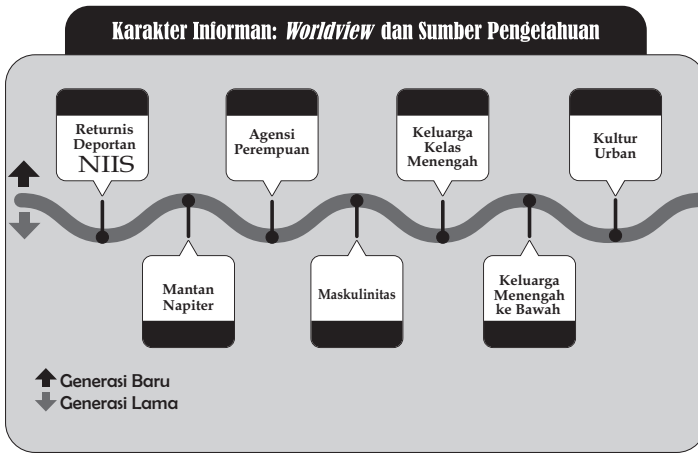 Karakter Informan: Worldview dan Sumber Pengetahuan
Returnis
Deportan
NIIS
Agensi
Perempuan
Keluarga
Kelas
Menengah
Kultur
Urban
Mantan
Napiter
Maskulinitas
Keluarga
Menengah
ke Bawah
Generasi Baru
Generasi Lama